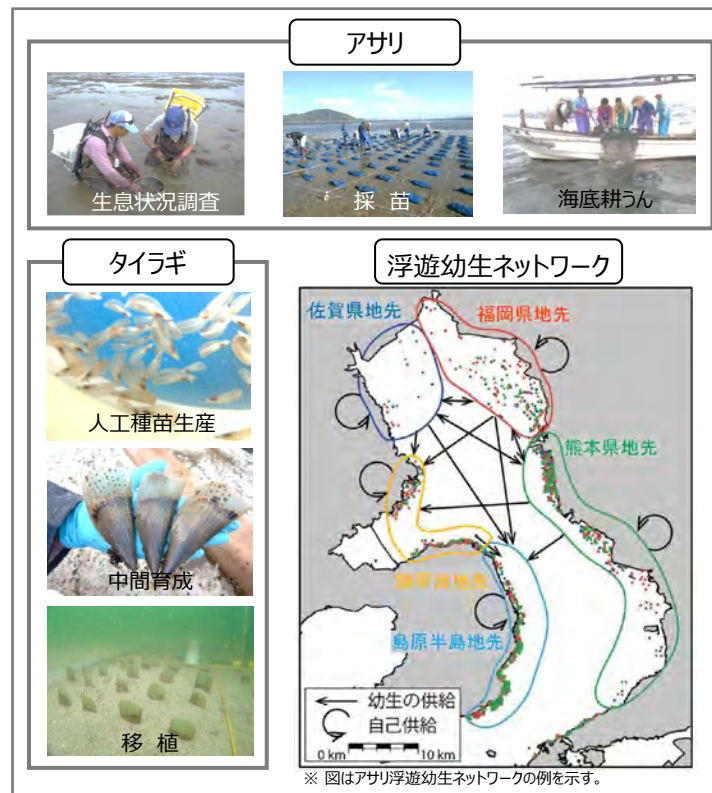 アサリ
生息状況調査
採 苗
海底耕うん
タイラギ
人工種苗生産
中間育成
移 植
浮遊幼生ネットワーク
佐賀県地先
福岡県地先
熊本県地先
諫早湾地先
島原半島地先
幼生の供給
自己供給
0 km 10 km
※ 図はアサリ浮遊幼生ネットワークの例を示す。